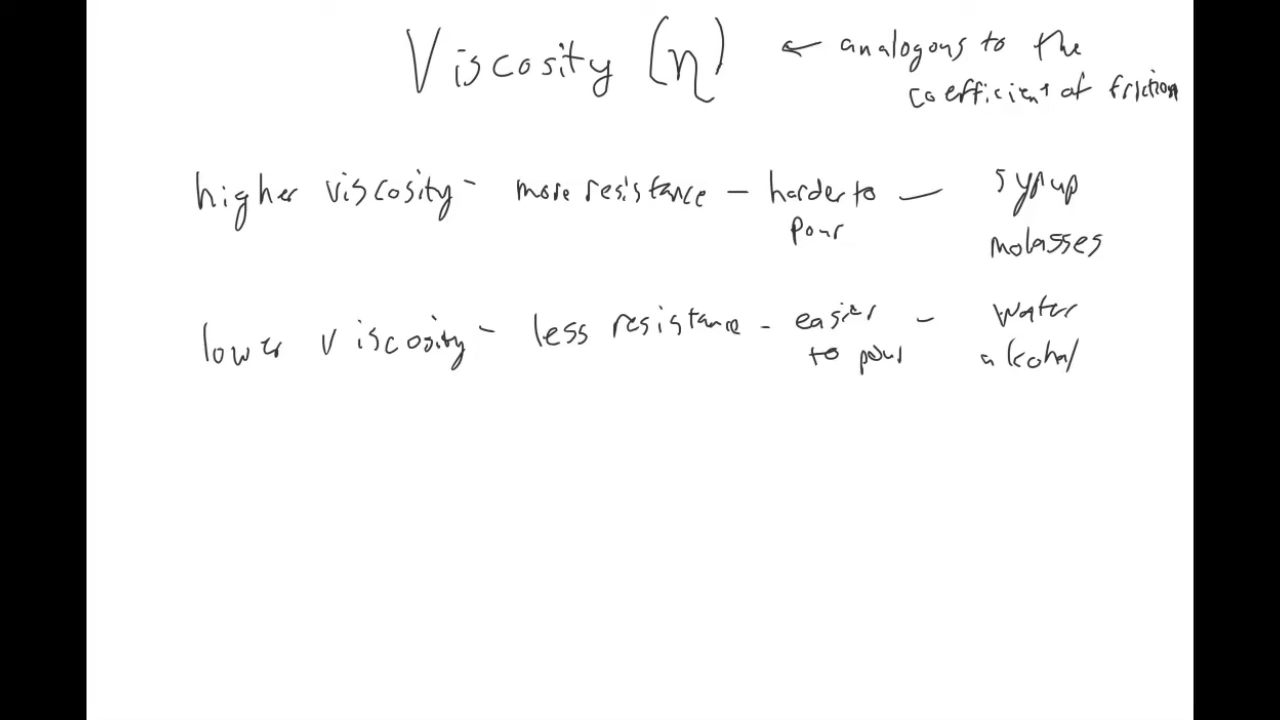 Viscosity (η) ← analogous to the
coefficient of friction
higher viscosity - more resistance - harder to — syrup
pour molasses
lower viscosity - less resistance - easier - water
to pour alkohol